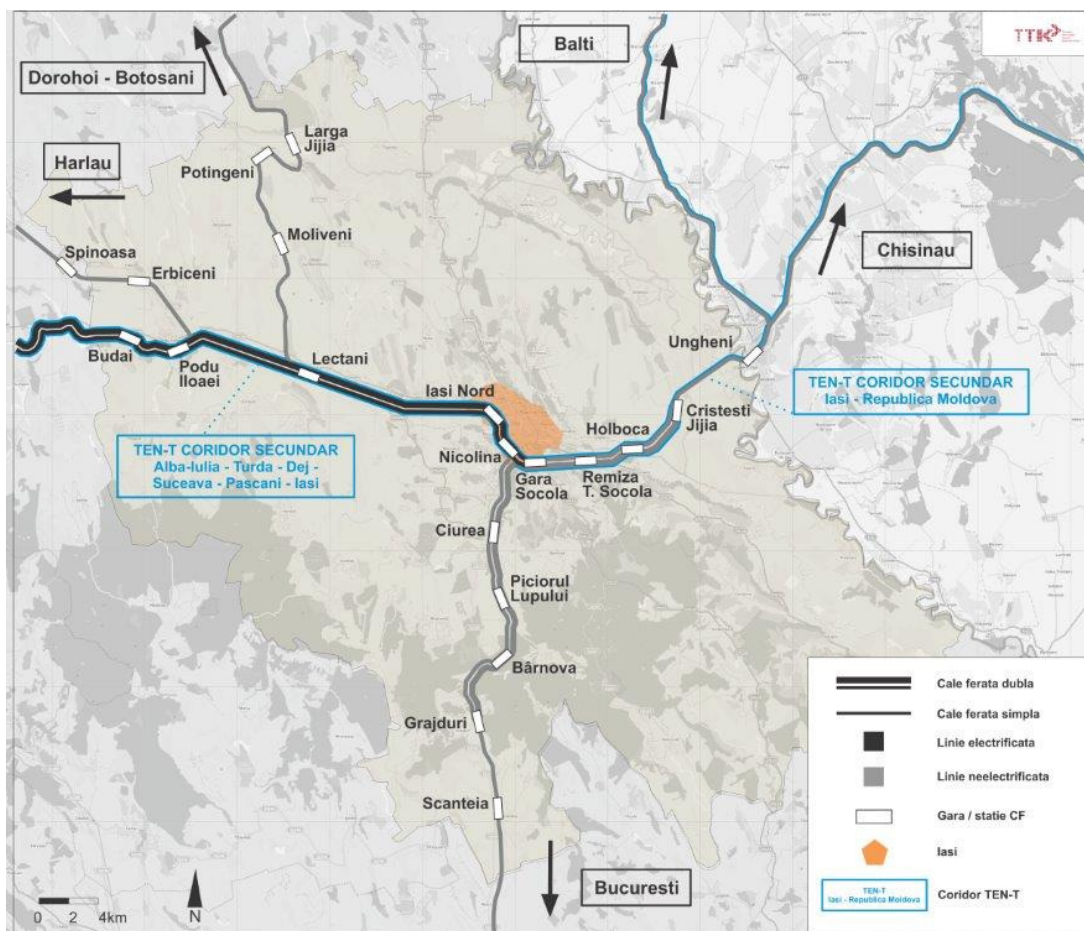 TTK
Balti
Dorohoi - Botosani
Larga
Jijia
Potingeni
Harlau
Moliveni
Spinoasa
Erbiceni
Chisinau
Ungheni
Budai
Podu
Iloaei
Lectani
Iasi Nord
TEN-T CORIDOR SECUNDAR
Iasi - Republica Moldova
Cristesti
Jijia
Holboca
TEN-T CORIDOR SECUNDAR
Alba-Iulia - Turda - Dej -
Suceava - Pascani - Iasi
Nicolina
Gara
Socola
Remiza
T. Socola
Ciurea
Piciorul
Lupului
Bârnova
Grajduri
Scanteia
Bucuresti
Cale ferata dubla
Cale ferata simpla
Linie electrificata
Linie neelectrificata
Gara / statie CF
Iasi
TEN-T
Iasi - Republica Moldova
Coridor TEN-T
0 2 4km
N